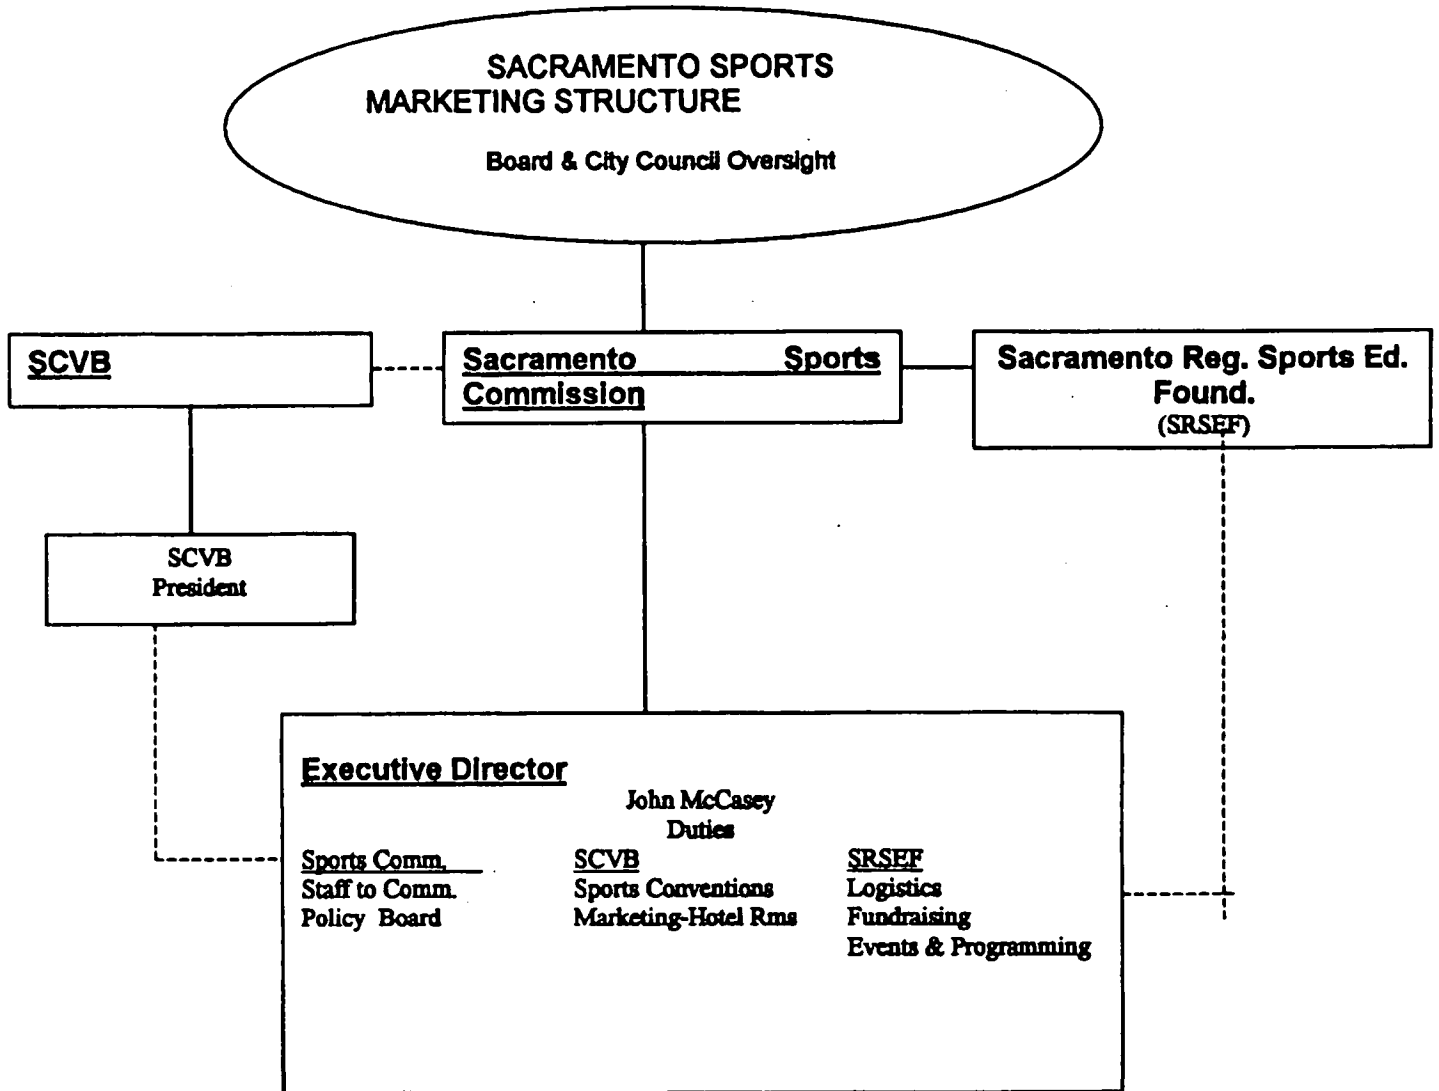 SACRAMENTO SPORTS
MARKETING STRUCTURE
Board & City Council Oversight
SCVB
Sacramento Sports
Commission
Sacramento Reg. Sports Ed.
Found.
(SRSEF)
SCVB
President
Executive Director
John McCasey
Duties
Sports Comm. SCVB SRSEF
Staff to Comm. Sports Conventions Logistics
Policy Board Marketing-Hotel Rms Fundraising
Events & Programming